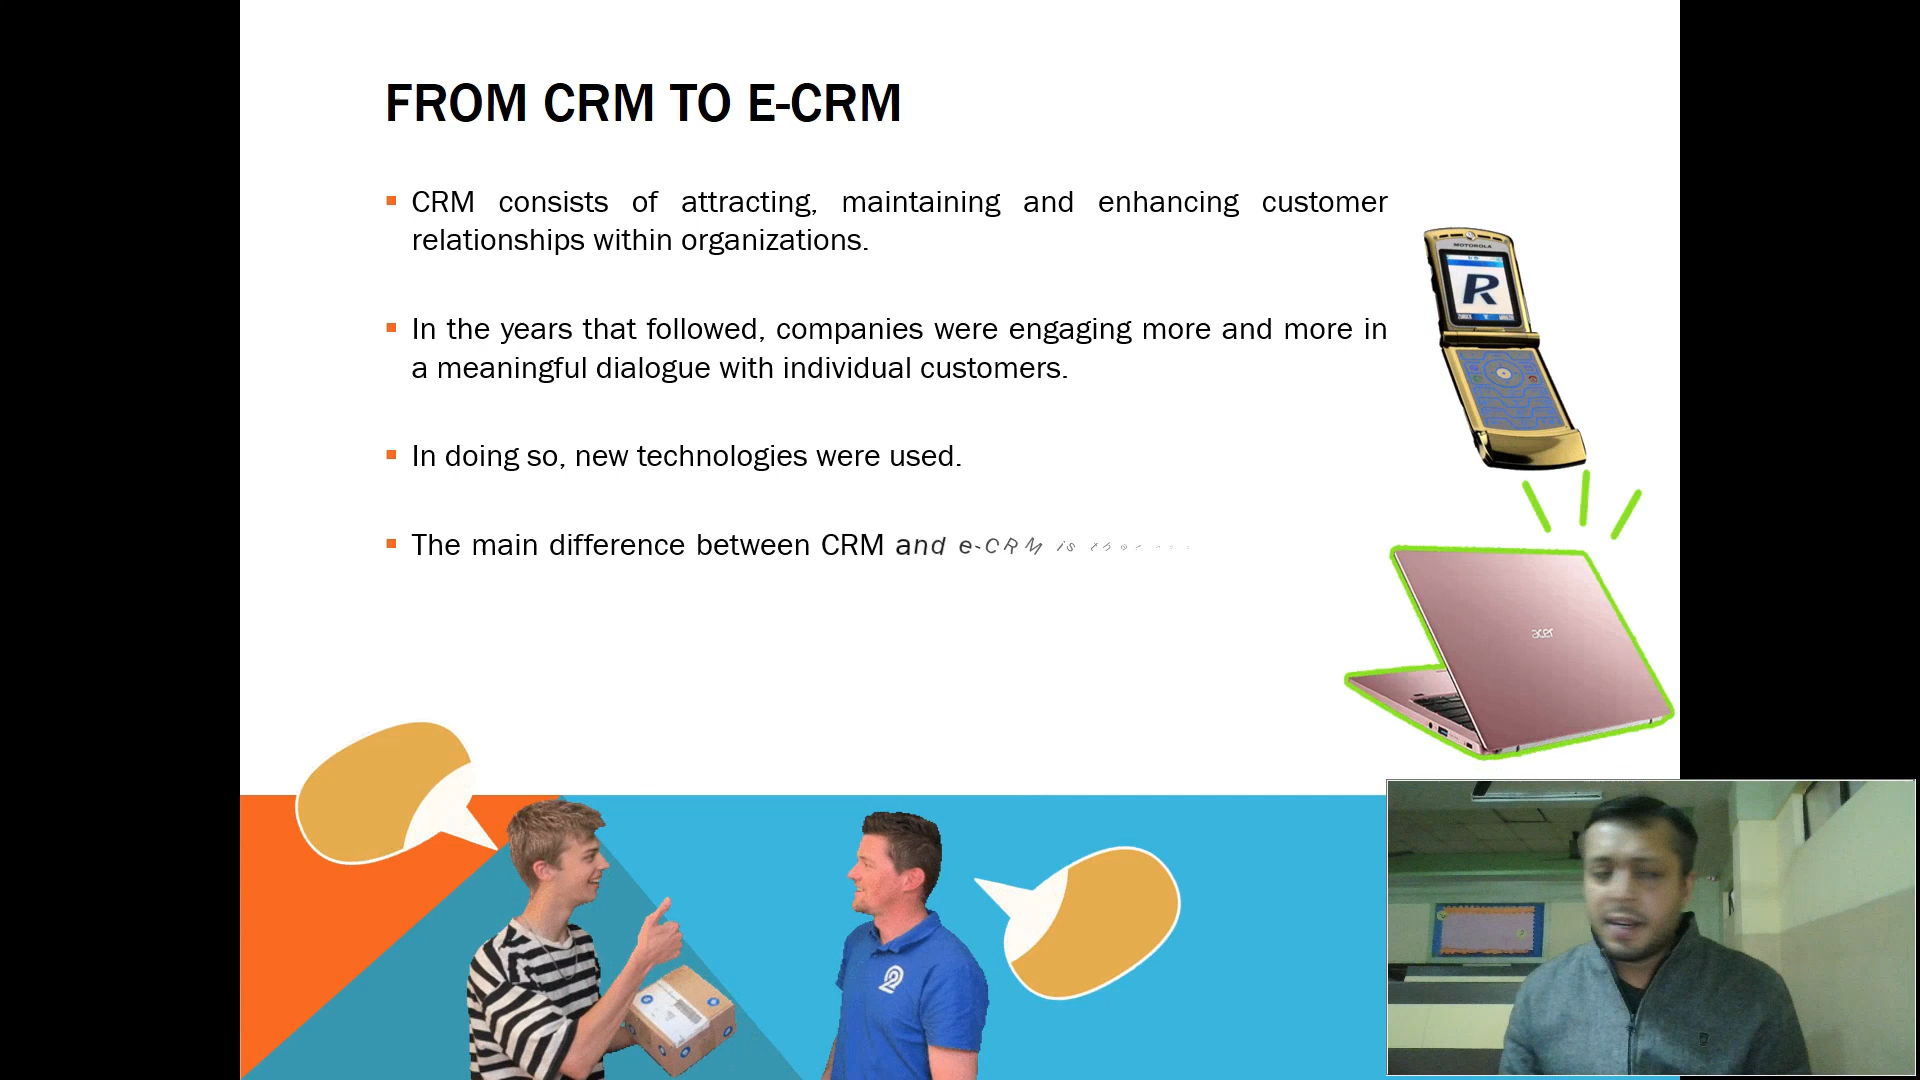 FROM CRM TO E-CRM
CRM consists of attracting, maintaining and enhancing customer
relationships within organizations.
In the years that followed, companies were engaging more and more in
a meaningful dialogue with individual customers.
In doing so, new technologies were used.
The main difference between CRM and e-CRM is
MOTOROLA
R
acer